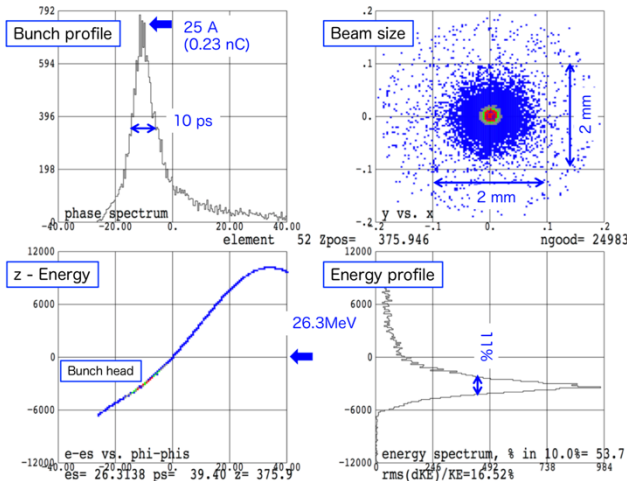 792
594
396
198
0.
-40.00
-20.
0.
20.
40.00
Bunch profile
25 A
(0.23 nC)
10 ps
phase spectrum
.2
.1
0.
-.1
-.2
-.2
-.1
0.
.1
.2
Beam size
2 mm
2 mm
y vs. x
element 52 Zpos= 375.946 ngood= 24983
12000
6000
0
-6000
-12000
-40.00
-20.
0.
20.
40.00
z - Energy
26.3MeV
Bunch head
e-es vs. phi-phis
es= 26.3138 ps= 39.40 z= 375.9
12000
6000
0
-6000
-12000
0
246
492
738
984
Energy profile
11%
energy spectrum, % in 10.0%= 53.7
rms(dKE)/KE=16.52%